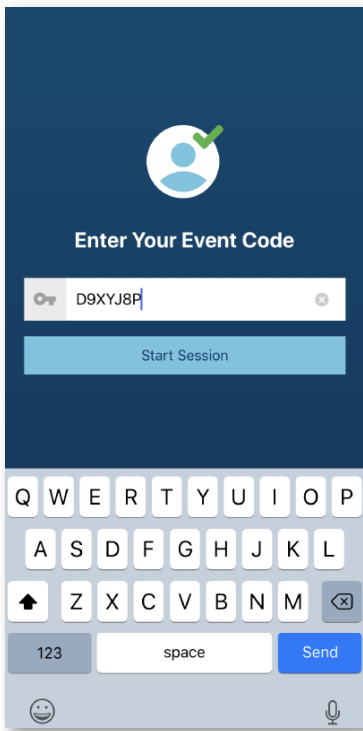 Enter Your Event Code
D9XYJ8P
Start Session
Q W E R T Y U I O P
A S D F G H J K L
Z X C V B N M
123 space Send